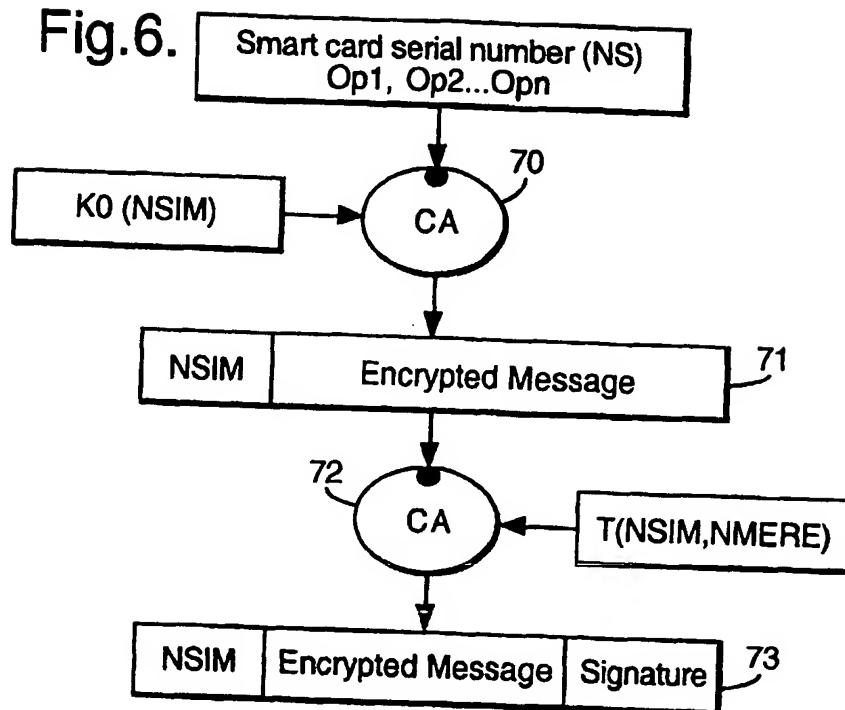 Fig.6.
Smart card serial number (NS)
Op1, Op2...Opn
70
K0 (NSIM)
CA
NSIM
Encrypted Message
71
72
CA
T(NSIM,NMERE)
NSIM
Encrypted Message
Signature
73